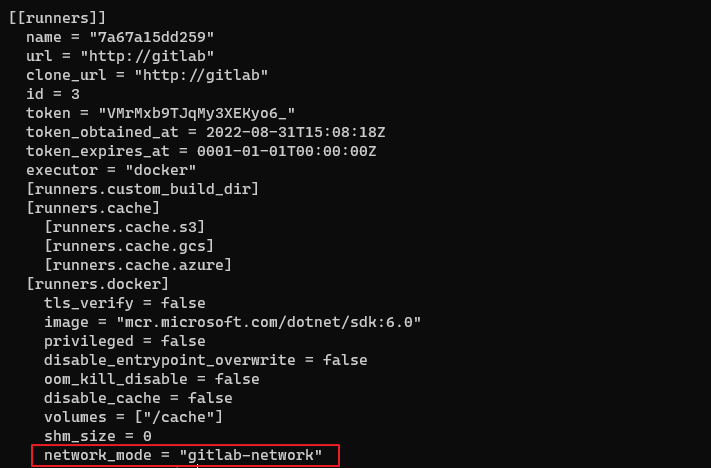 [[runners]]
  name = "7a67a15dd259"
  url = "http://gitlab"
  clone_url = "http://gitlab"
  id = 3
  token = "VMrMxb9TJqMy3XEKyo6_"
  token_obtained_at = 2022-08-31T15:08:18Z
  token_expires_at = 0001-01-01T00:00:00Z
  executor = "docker"
  [runners.custom_build_dir]
  [runners.cache]
    [runners.cache.s3]
    [runners.cache.gcs]
    [runners.cache.azure]
  [runners.docker]
    tls_verify = false
    image = "mcr.microsoft.com/dotnet/sdk:6.0"
    privileged = false
    disable_entrypoint_overwrite = false
    oom_kill_disable = false
    disable_cache = false
    volumes = ["/cache"]
    shm_size = 0
    network_mode = "gitlab-network"